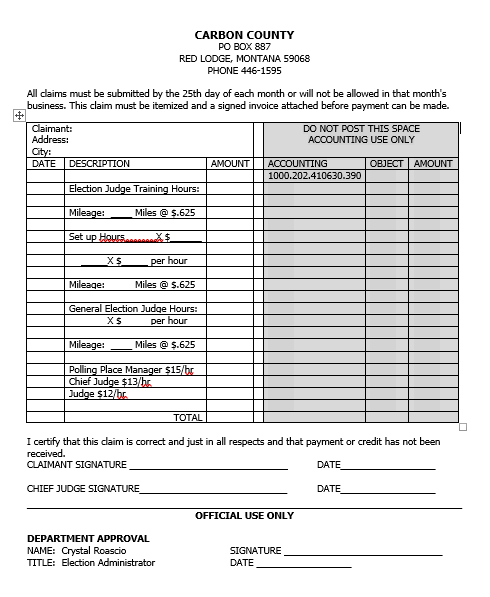 CARBON COUNTY
PO BOX 887
RED LODGE, MONTANA 59068
PHONE 446-1595
All claims must be submitted by the 25th day of each month or will not be allowed in that month's
business. This claim must be itemized and a signed invoice attached before payment can be made.
Claimant:
Address:
City:
DO NOT POST THIS SPACE
ACCOUNTING USE ONLY
DATE DESCRIPTION AMOUNT ACCOUNTING OBJECT AMOUNT
1000.202.410630.390
Election Judge Training Hours:
Mileage: ____ Miles @ $.625
Set up Hours_______X $______
_____X $_____ per hour
Mileage: Miles @ $.625
General Election Judge Hours:
X $ per hour
Mileage: ____ Miles @ $.625
Polling Place Manager $15/hr
Chief Judge $13/hr
Judge $12/hr
TOTAL
I certify that this claim is correct and just in all respects and that payment or credit has not been
received.
CLAIMANT SIGNATURE ______________________________ DATE__________________
CHIEF JUDGE SIGNATURE____________________________ DATE__________________
OFFICIAL USE ONLY
DEPARTMENT APPROVAL
NAME: Crystal Roascio SIGNATURE ______________________________
TITLE: Election Administrator DATE __________________